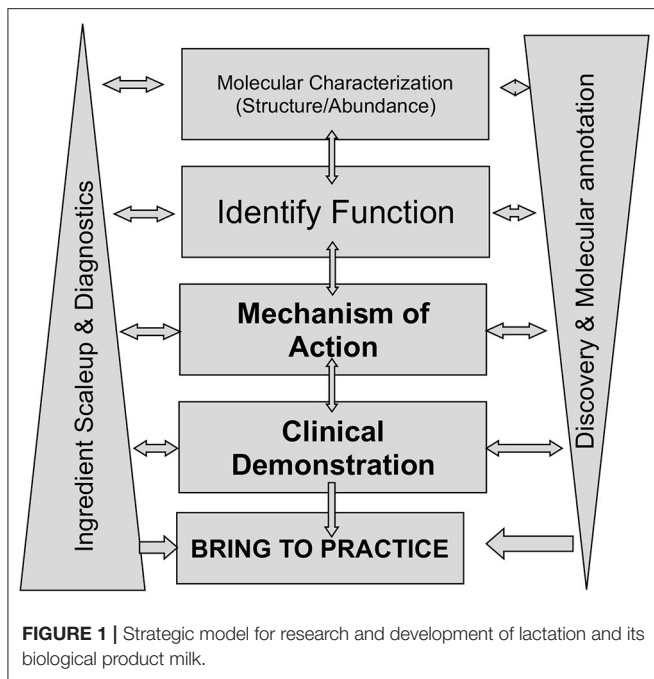 Molecular Characterization
(Structure/Abundance)
Identify Function
Mechanism of
Action
Clinical
Demonstration
BRING TO PRACTICE
Ingredient Scaleup & Diagnostics
Discovery & Molecular annotation
FIGURE 1 | Strategic model for research and development of lactation and its
biological product milk.